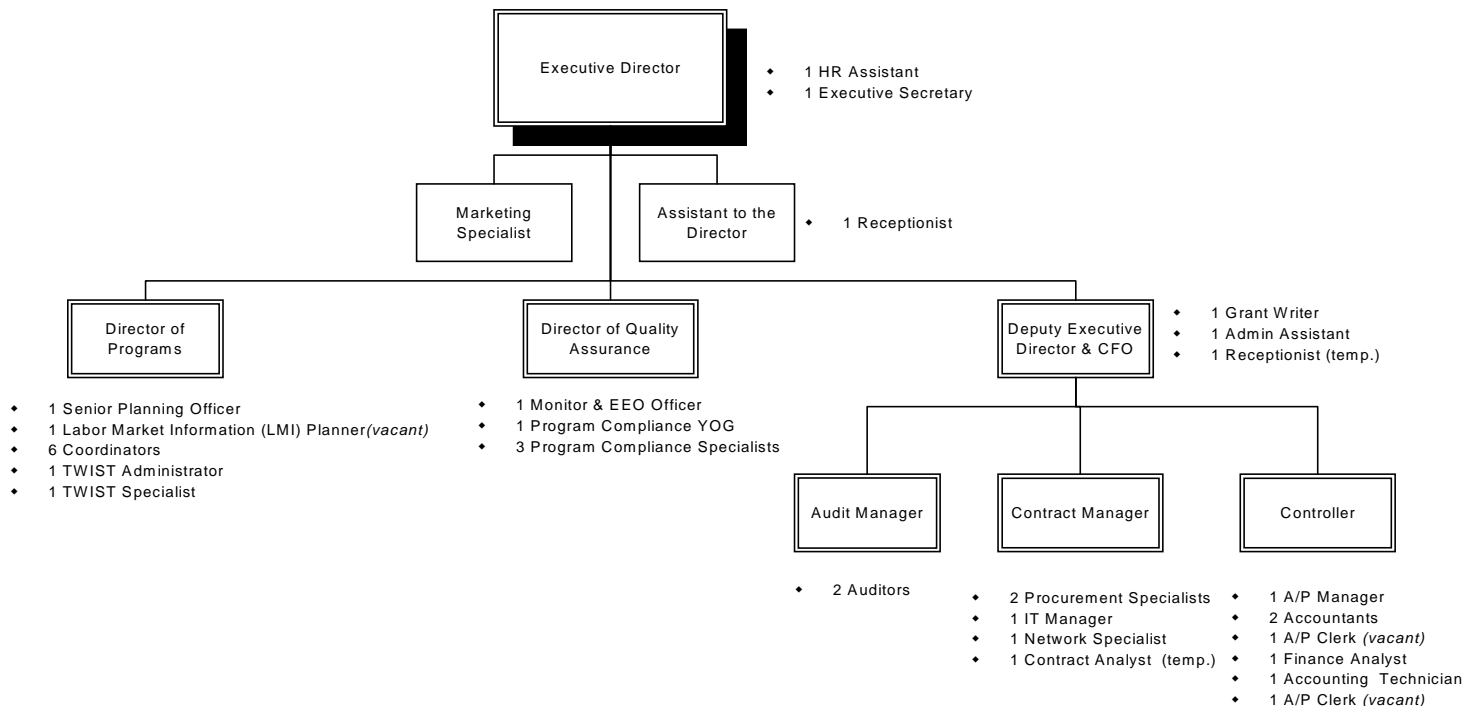 Executive Director
◆ 1 HR Assistant
◆ 1 Executive Secretary
Marketing
Specialist
Assistant to the
Director
◆ 1 Receptionist
Director of
Programs
◆ 1 Senior Planning Officer
◆ 1 Labor Market Information (LMI) Planner(vacant)
◆ 6 Coordinators
◆ 1 TWIST Administrator
◆ 1 TWIST Specialist
Director of Quality
Assurance
◆ 1 Monitor & EEO Officer
◆ 1 Program Compliance YOG
◆ 3 Program Compliance Specialists
Deputy Executive
Director & CFO
◆ 1 Grant Writer
◆ 1 Admin Assistant
◆ 1 Receptionist (temp.)
Audit Manager
◆ 2 Auditors
Contract Manager
◆ 2 Procurement Specialists
◆ 1 IT Manager
◆ 1 Network Specialist
◆ 1 Contract Analyst (temp.)
Controller
◆ 1 A/P Manager
◆ 2 Accountants
◆ 1 A/P Clerk (vacant)
◆ 1 Finance Analyst
◆ 1 Accounting Technician
◆ 1 A/P Clerk (vacant)